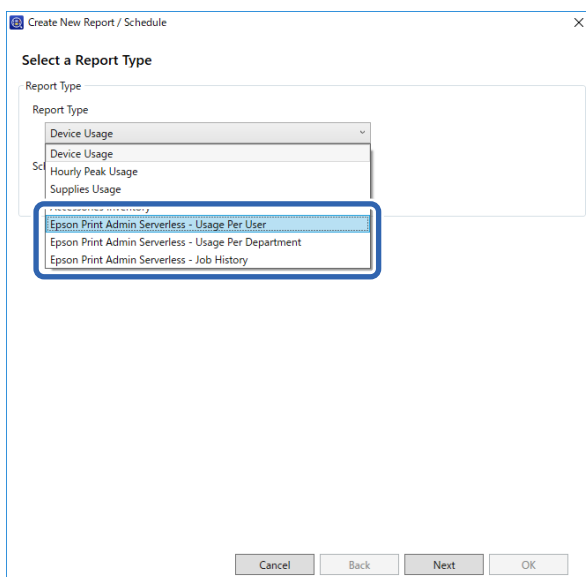 Create New Report / Schedule
Select a Report Type
Report Type
Report Type
Device Usage
Device Usage
Hourly Peak Usage
Supplies Usage
Epson Print Admin Serverless - Usage Per User
Epson Print Admin Serverless - Usage Per Department
Epson Print Admin Serverless - Job History
Cancel
Back
Next
OK